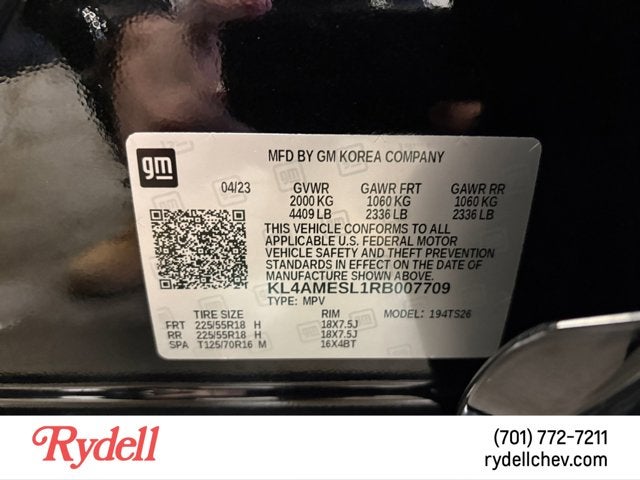 gm
MFD BY GM KOREA COMPANY
04/23 GVWR GAWR FRT GAWR RR
2000 KG 1060 KG 1060 KG
4409 LB 2336 LB 2336 LB
THIS VEHICLE CONFORMS TO ALL
APPLICABLE U.S. FEDERAL MOTOR
VEHICLE SAFETY AND THEFT PREVENTION
STANDARDS IN EFFECT ON THE DATE OF
MANUFACTURE SHOWN ABOVE.
KL4AMESL1RB007709
TYPE: MPV MODEL: 194TS26
TIRE SIZE RIM
FRT 225/55R18 H 18X7.5J
RR 225/55R18 H 18X7.5J
SPA T125/70R16 M 16X4BT
Rydell
(701) 772-7211
rydellchev.com